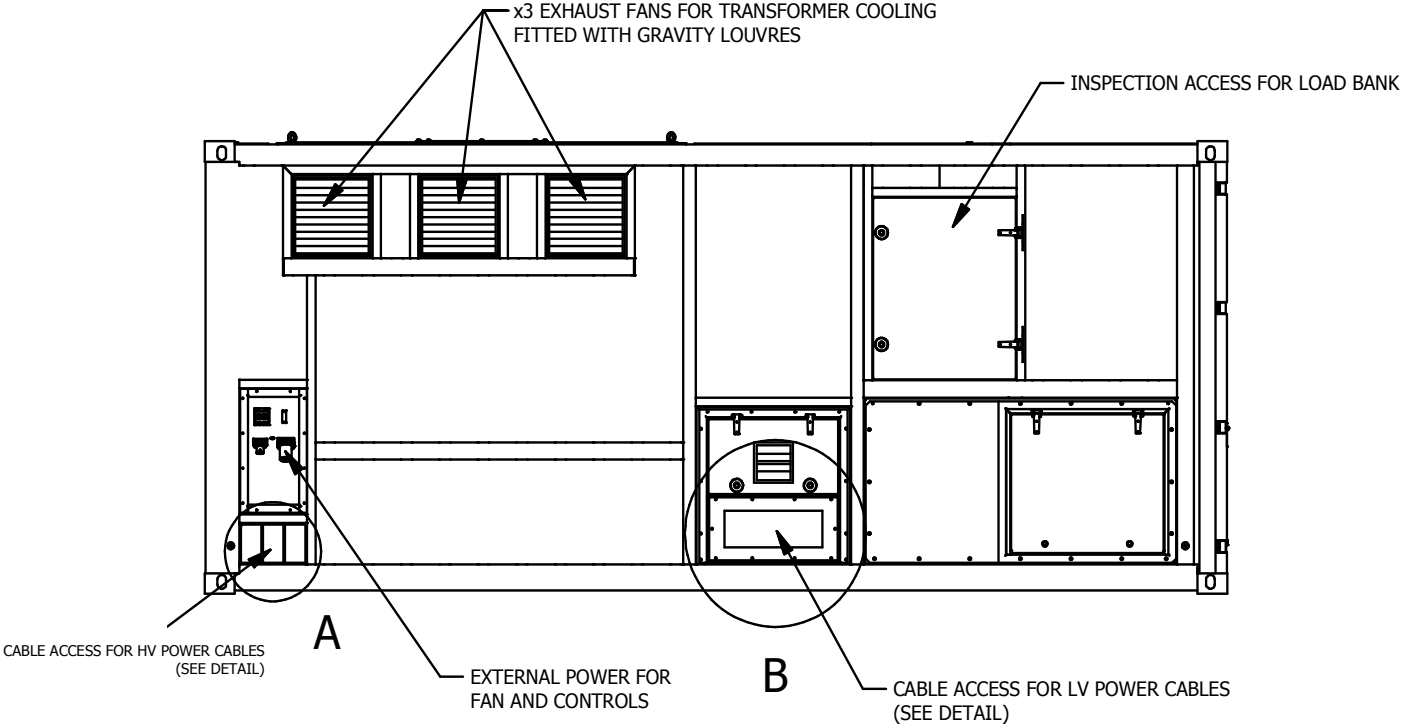 x3 EXHAUST FANS FOR TRANSFORMER COOLING
FITTED WITH GRAVITY LOUVRES
INSPECTION ACCESS FOR LOAD BANK
CABLE ACCESS FOR HV POWER CABLES
(SEE DETAIL)
A
EXTERNAL POWER FOR
FAN AND CONTROLS
B
CABLE ACCESS FOR LV POWER CABLES
(SEE DETAIL)